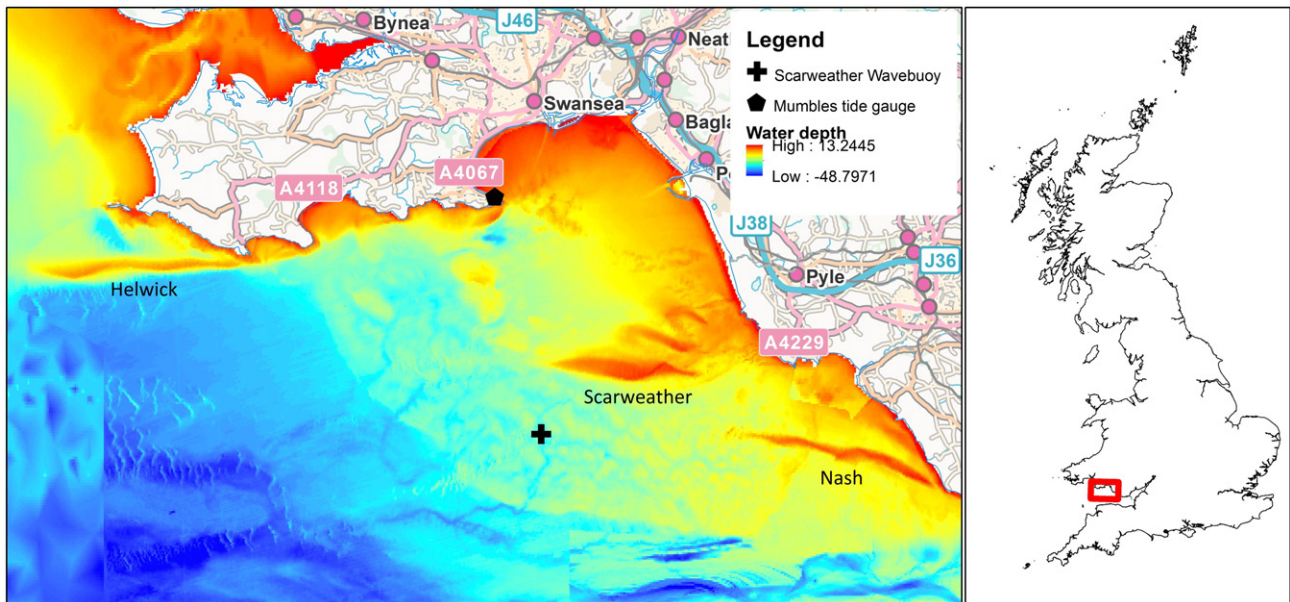 Bynea
J46
Neat
Swansea
Bagla
A4067
A4118
J38
Pyle
J36
A4229
Helwick
Scarweather
Nash
Legend
Scarweather Wavebuoy
Mumbles tide gauge
Water depth
High : 13.2445
Low : -48.7971